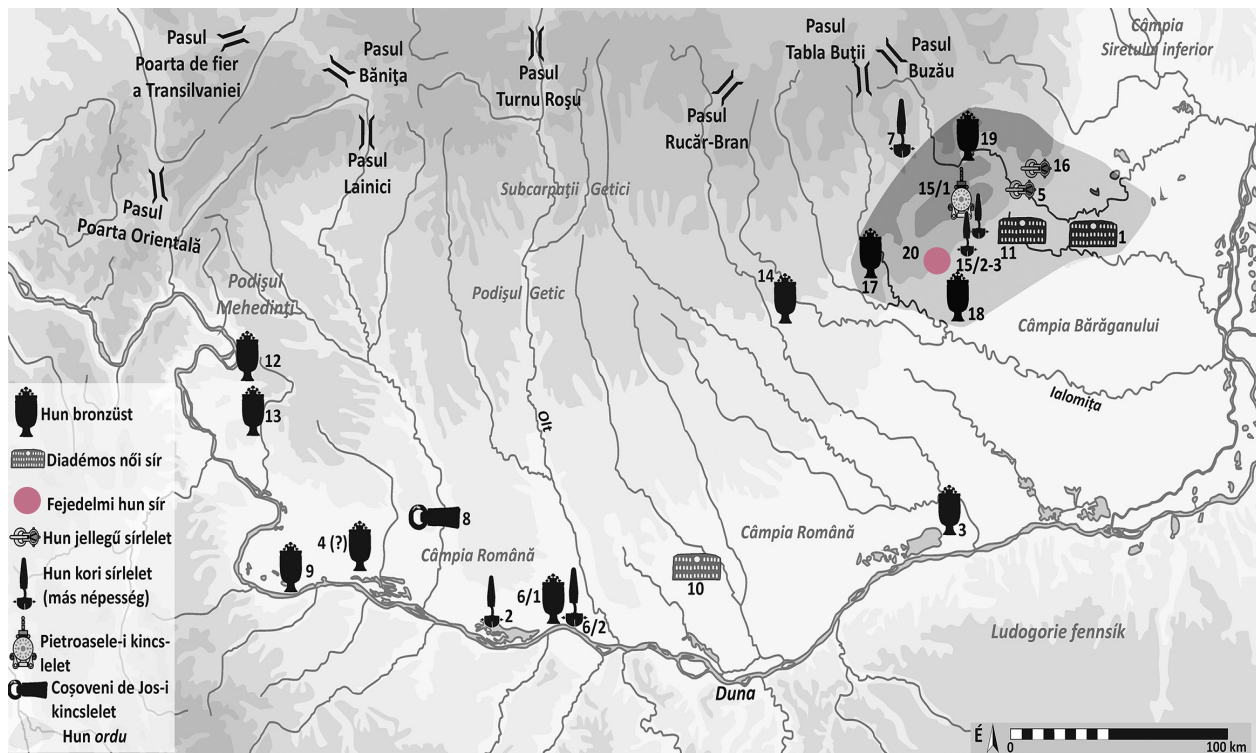 Pasul
Poarta de fier
a Transilvaniei
Pasul
Bănița
Pasul
Turnu Roșu
Pasul
Rucăr-Bran
Pasul
Tabla Buții
Pasul
Buzău
Câmpia
Siretului inferior
Pasul
Lainici
Pasul
Poarta Orientală
Subcarpații Getici
Podișul
Mehedinți
Podișul Getic
7
19
16
15/1
5
11
1
20
15/2-3
17
18
14
Câmpia Bărăganului
12
13
Ialomița
Olt
8
4 (?)
9
Câmpia Română
Câmpia Română
3
10
2
6/1
6/2
Ludogorie fennsík
Duna
Hun bronzüst
Diadémos női sír
Fejedelmi hun sír
Hun jellegű sírlelet
Hun kori sírlelet
(más népesség)
Pietroasele-i kincs-
lelet
Coșoveni de Jos-i
kincslelet
Hun ordu
É
0
100 km